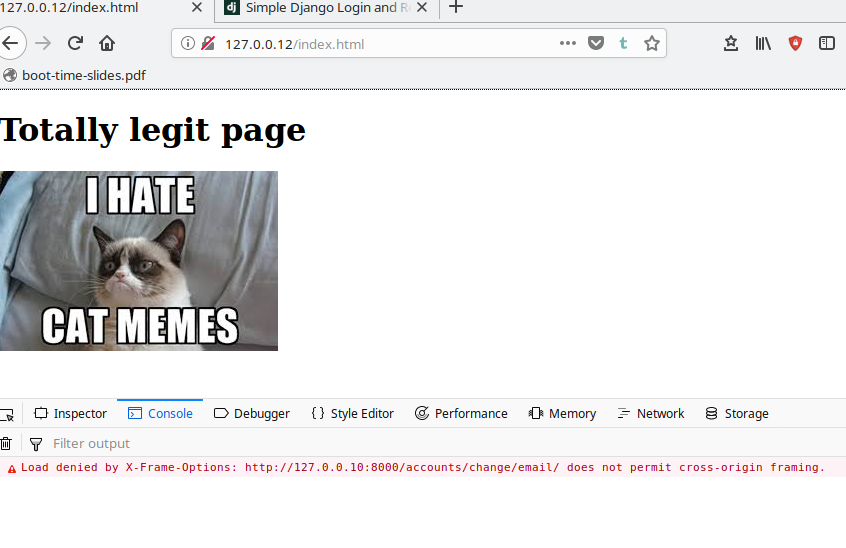 127.0.0.12/index.html
dj Simple Django Login and Re
127.0.0.12/index.html
boot-time-slides.pdf
Totally legit page
I HATE
CAT MEMES
Inspector Console Debugger Style Editor Performance Memory Network Storage
Filter output
Load denied by X-Frame-Options: http://127.0.0.10:8000/accounts/change/email/ does not permit cross-origin framing.